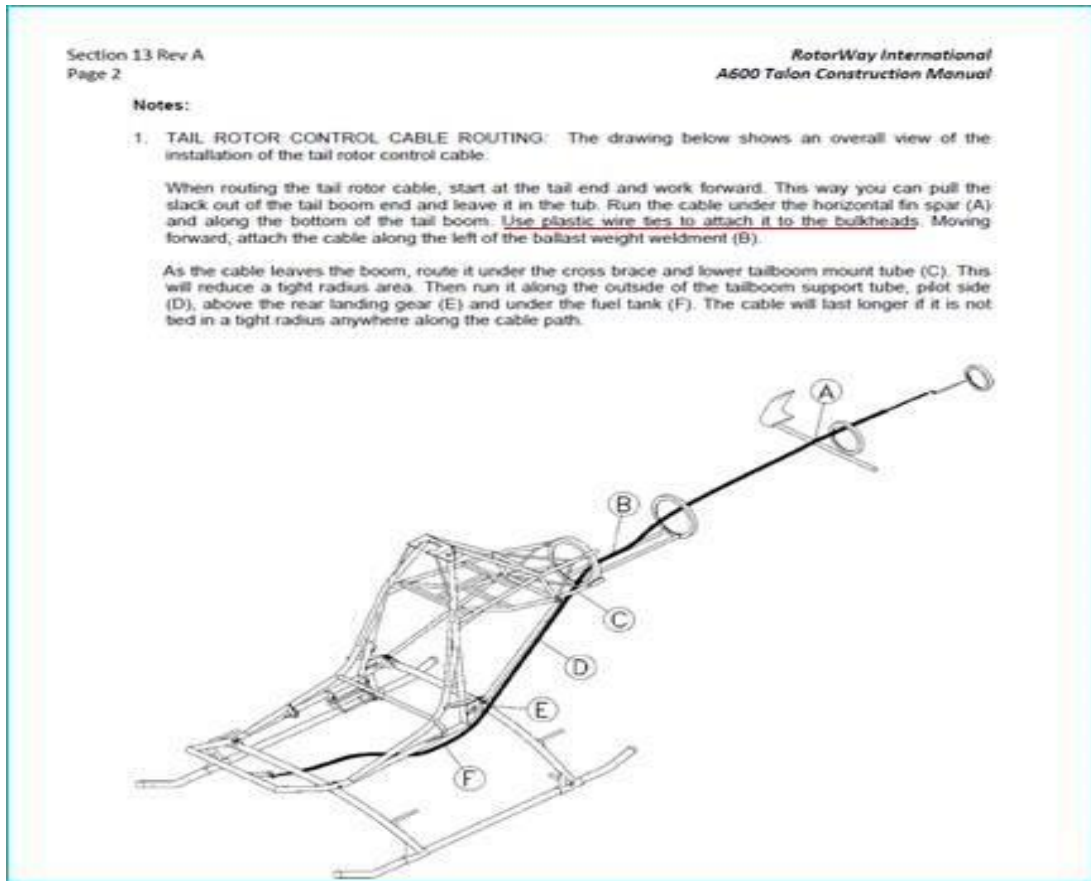 Section 13 Rev A
Page 2
RotorWay International
A600 Talon Construction Manual
Notes:
1. TAIL ROTOR CONTROL CABLE ROUTING: The drawing below shows an overall view of the
installation of the tail rotor control cable.
When routing the tail rotor cable, start at the tail end and work forward. This way you can pull the
slack out of the tail boom end and leave it in the tub. Run the cable under the horizontal fin spar (A)
and along the bottom of the tail boom. Use plastic wire ties to attach it to the bulkheads. Moving
forward, attach the cable along the left of the ballast weight weldment (B).
As the cable leaves the boom, route it under the cross brace and lower tailboom mount tube (C). This
will reduce a tight radius area. Then run it along the outside of the tailboom support tube, pilot side
(D), above the rear landing gear (E) and under the fuel tank (F). The cable will last longer if it is not
tied in a tight radius anywhere along the cable path.
A
B
C
D
E
F